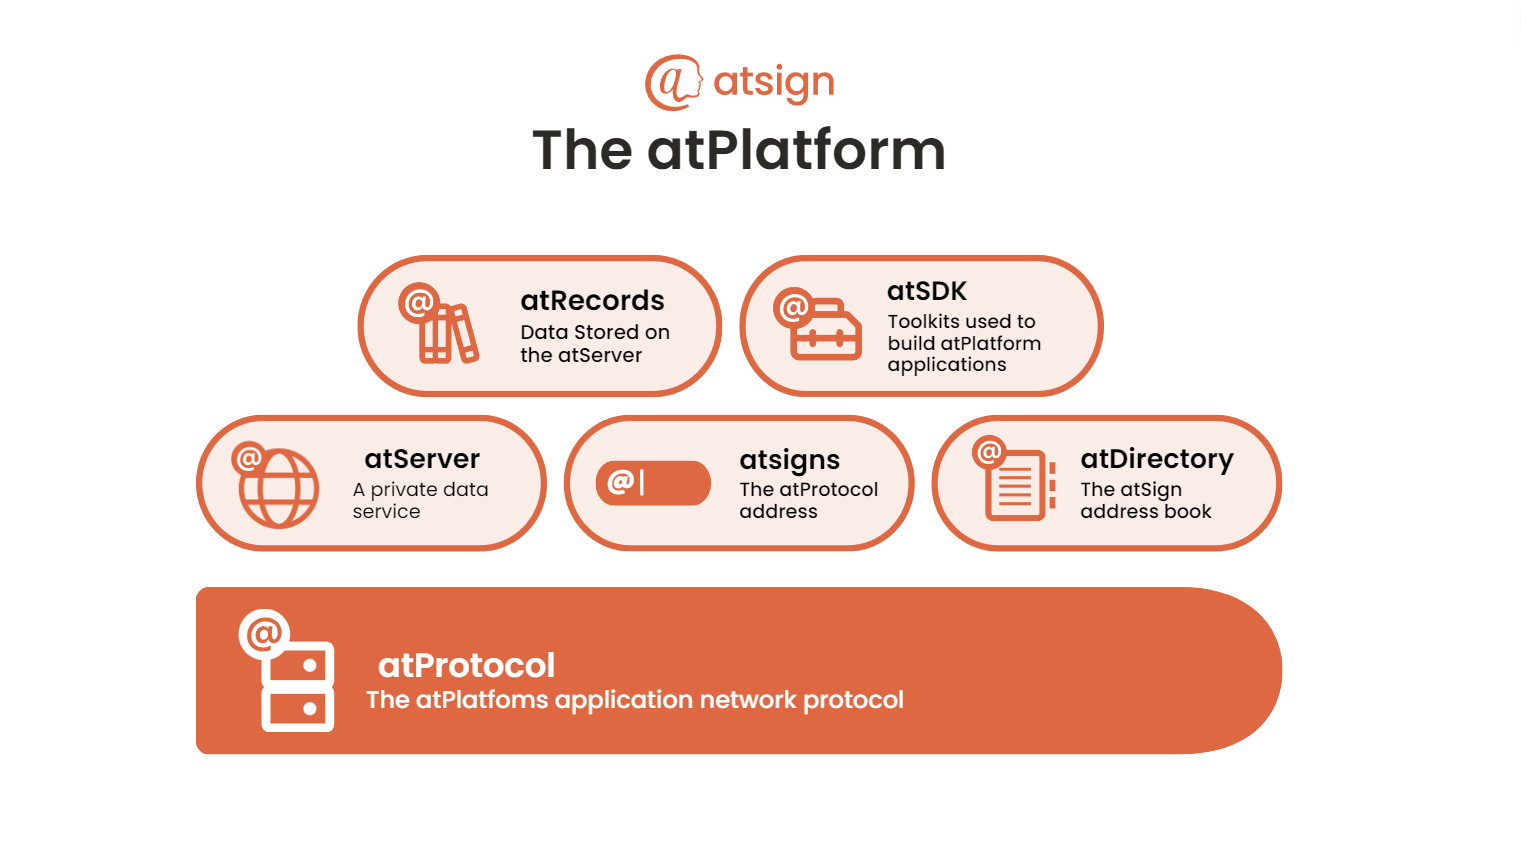 @ atsign
The atPlatform
@
atRecords
Data Stored on
the atServer
@
atSDK
Toolkits used to
build atPlatform
applications
@
atServer
A private data
service
@|
atsigns
The atProtocol
address
@
atDirectory
The atSign
address book
@
atProtocol
The atPlatfoms application network protocol